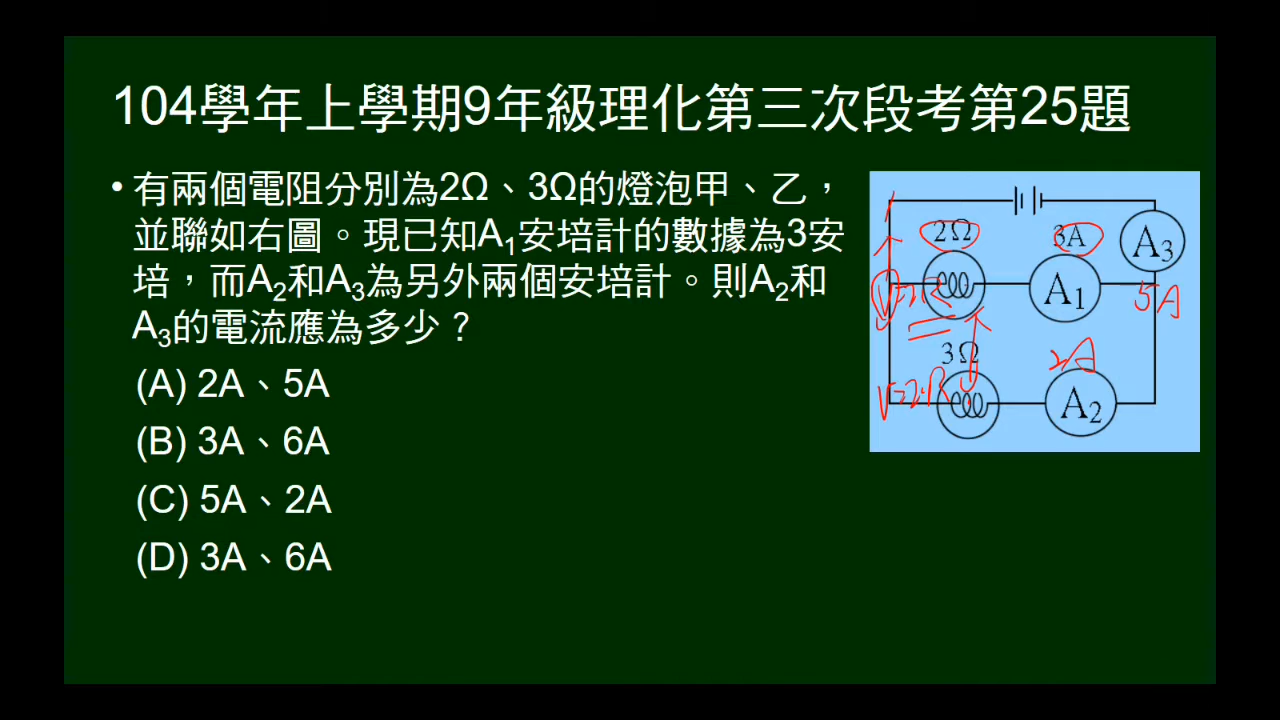 104學年上學期9年級理化第三次段考第25題
• 有兩個電阻分別為2Ω、3Ω的燈泡甲、乙，
並聯如右圖。現已知A₁安培計的數據為3安
培，而A₂和A₃為另外兩個安培計。則A₂和
A₃的電流應為多少？
(A) 2A、5A
(B) 3A、6A
(C) 5A、2A
(D) 3A、6A
2Ω 3A A₃
A₁ 5A
3Ω 2A
V=2·R A₂